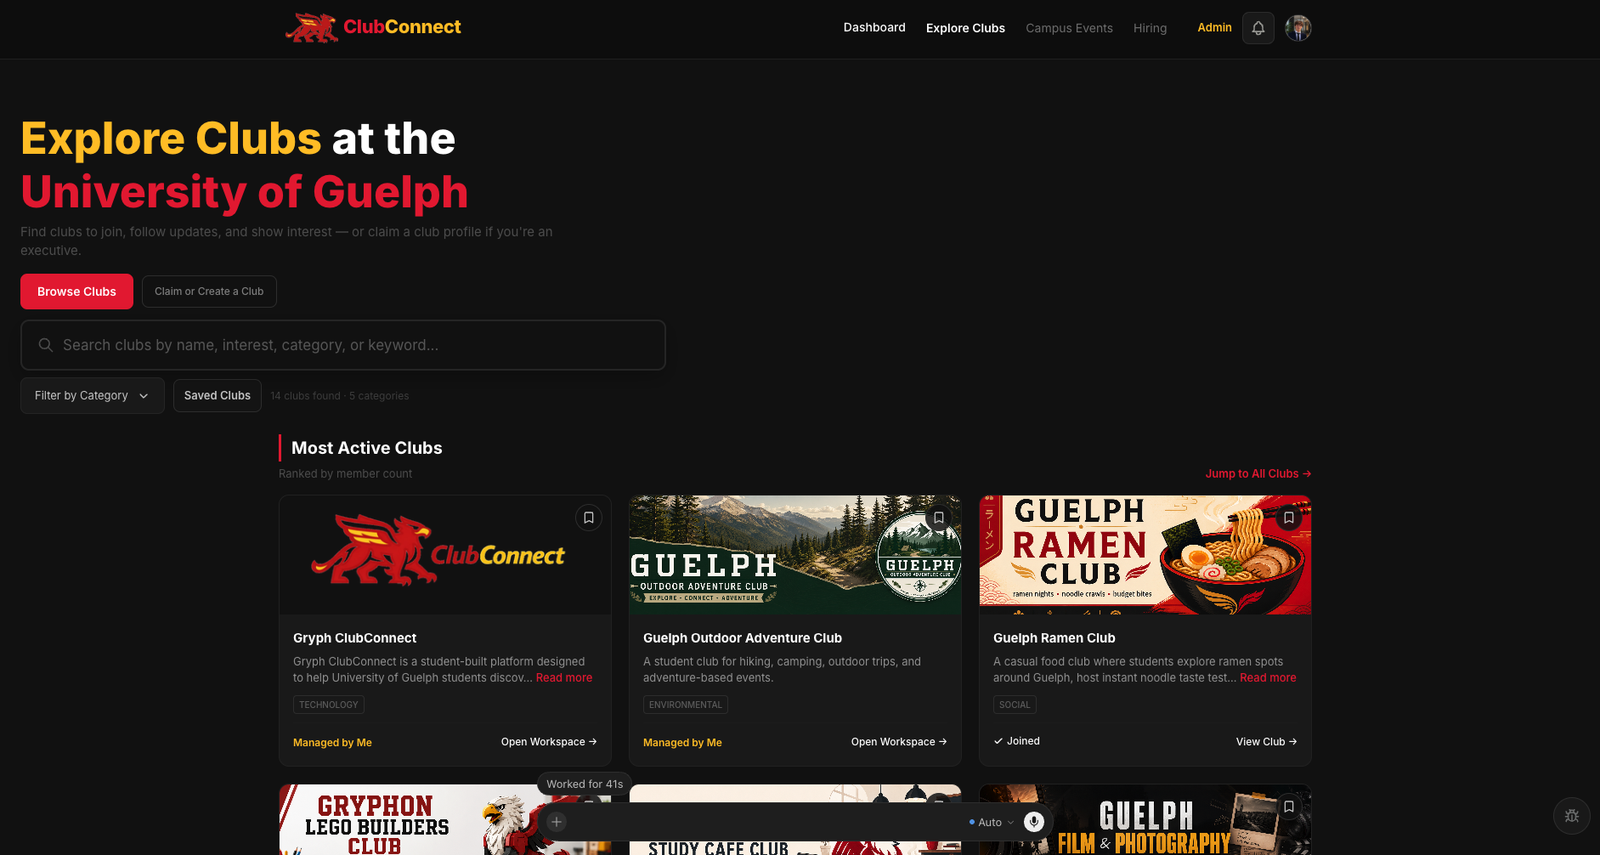 ClubConnect
Dashboard
Explore Clubs
Campus Events
Hiring
Admin
Explore Clubs at the
University of Guelph
Find clubs to join, follow updates, and show interest — or claim a club profile if you're an
executive.
Browse Clubs
Claim or Create a Club
Search clubs by name, interest, category, or keyword...
Filter by Category
Saved Clubs
14 clubs found · 5 categories
Most Active Clubs
Ranked by member count
Jump to All Clubs →
ClubConnect
Gryph ClubConnect
Gryph ClubConnect is a student-built platform designed
to help University of Guelph students discov... Read more
TECHNOLOGY
Managed by Me
Open Workspace →
GUELPH
OUTDOOR ADVENTURE CLUB
EXPLORE · CONNECT · ADVENTURE
GUELPH
OUTDOOR ADVENTURE CLUB
Guelph Outdoor Adventure Club
A student club for hiking, camping, outdoor trips, and
adventure-based events.
ENVIRONMENTAL
Managed by Me
Open Workspace →
ラーメン
GUELPH
RAMEN
CLUB
ramen nights • noodle crawls • budget bites
Guelph Ramen Club
A casual food club where students explore ramen spots
around Guelph, host instant noodle taste test... Read more
SOCIAL
✓ Joined
View Club →
GRYPHON
LEGO BUILDERS
CLUB
STUDY CAFE CLUB
GUELPH
FILM & PHOTOGRAPHY
Worked for 41s
Auto